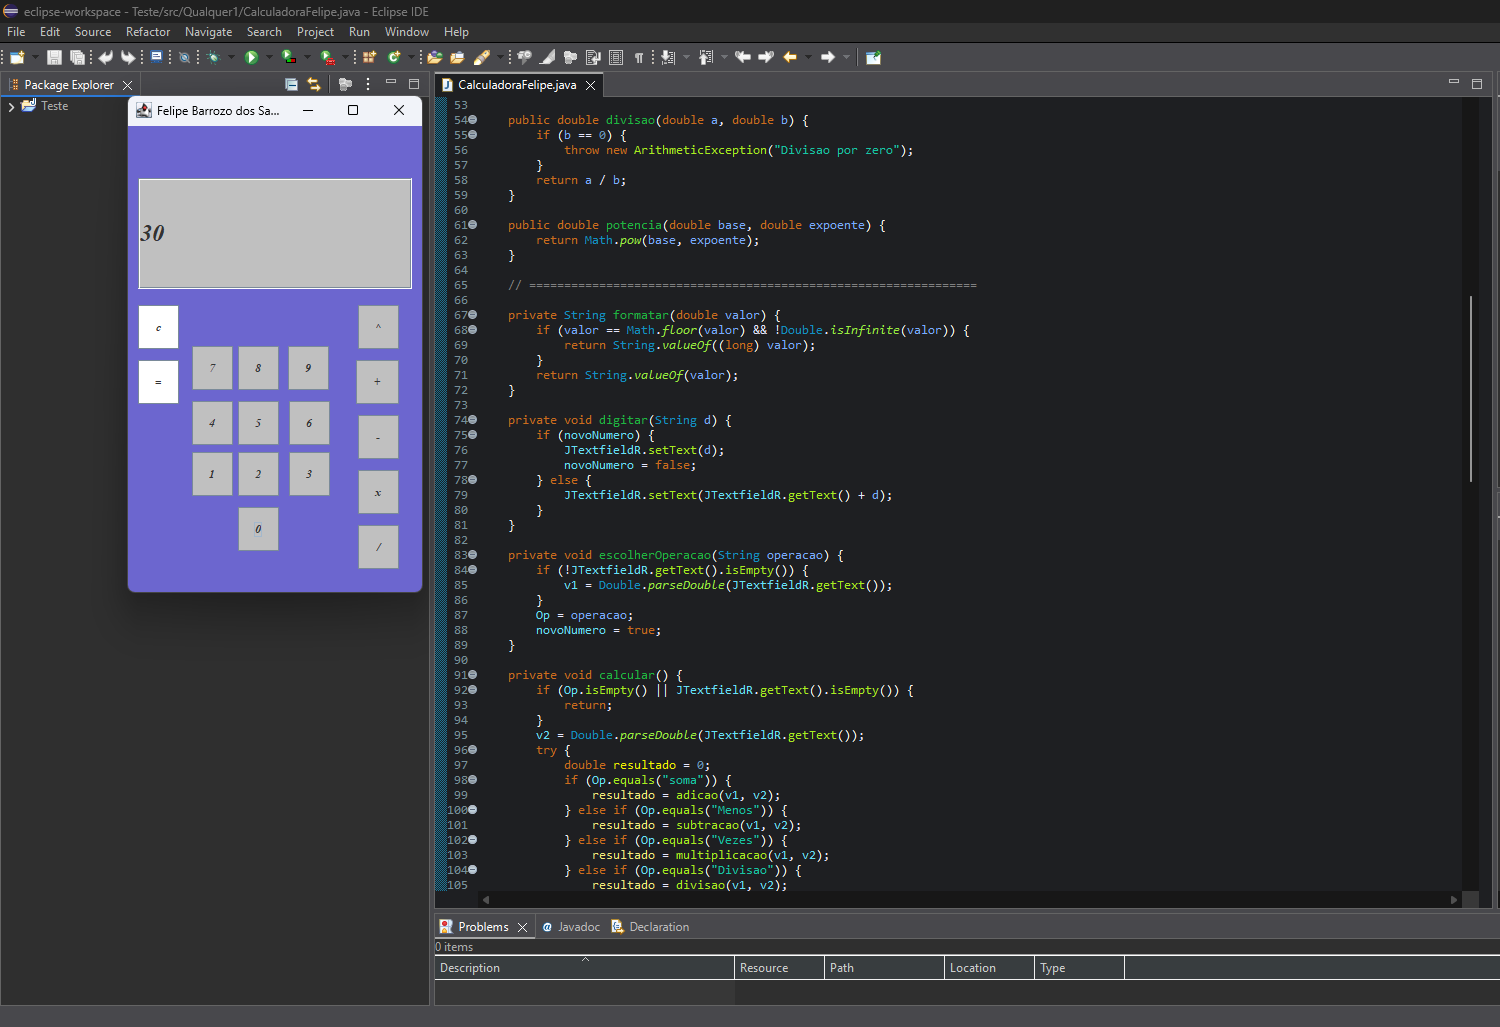 eclipse-workspace - Teste/src/Qualquer1/CalculadoraFelipe.java - Eclipse IDE
File Edit Source Refactor Navigate Search Project Run Window Help
Package Explorer
Teste
Felipe Barrozo dos Sa...
30
c
^
=
7 8 9
+
4 5 6
-
1 2 3
x
0
/
CalculadoraFelipe.java
53
54 public double divisao(double a, double b) {
55 if (b == 0) {
56 throw new ArithmeticException("Divisao por zero");
57 }
58 return a / b;
59 }
60
61 public double potencia(double base, double expoente) {
62 return Math.pow(base, expoente);
63 }
64
65 // ================================================================
66
67 private String formatar(double valor) {
68 if (valor == Math.floor(valor) && !Double.isInfinite(valor)) {
69 return String.valueOf((long) valor);
70 }
71 return String.valueOf(valor);
72 }
73
74 private void digitar(String d) {
75 if (novoNumero) {
76 JTextfieldR.setText(d);
77 novoNumero = false;
78 } else {
79 JTextfieldR.setText(JTextfieldR.getText() + d);
80 }
81 }
82
83 private void escolherOperacao(String operacao) {
84 if (!JTextfieldR.getText().isEmpty()) {
85 v1 = Double.parseDouble(JTextfieldR.getText());
86 }
87 Op = operacao;
88 novoNumero = true;
89 }
90
91 private void calcular() {
92 if (Op.isEmpty() || JTextfieldR.getText().isEmpty()) {
93 return;
94 }
95 v2 = Double.parseDouble(JTextfieldR.getText());
96 try {
97 double resultado = 0;
98 if (Op.equals("soma")) {
99 resultado = adicao(v1, v2);
100 } else if (Op.equals("Menos")) {
101 resultado = subtracao(v1, v2);
102 } else if (Op.equals("Vezes")) {
103 resultado = multiplicacao(v1, v2);
104 } else if (Op.equals("Divisao")) {
105 resultado = divisao(v1, v2);
Problems Javadoc Declaration
0 items
Description Resource Path Location Type